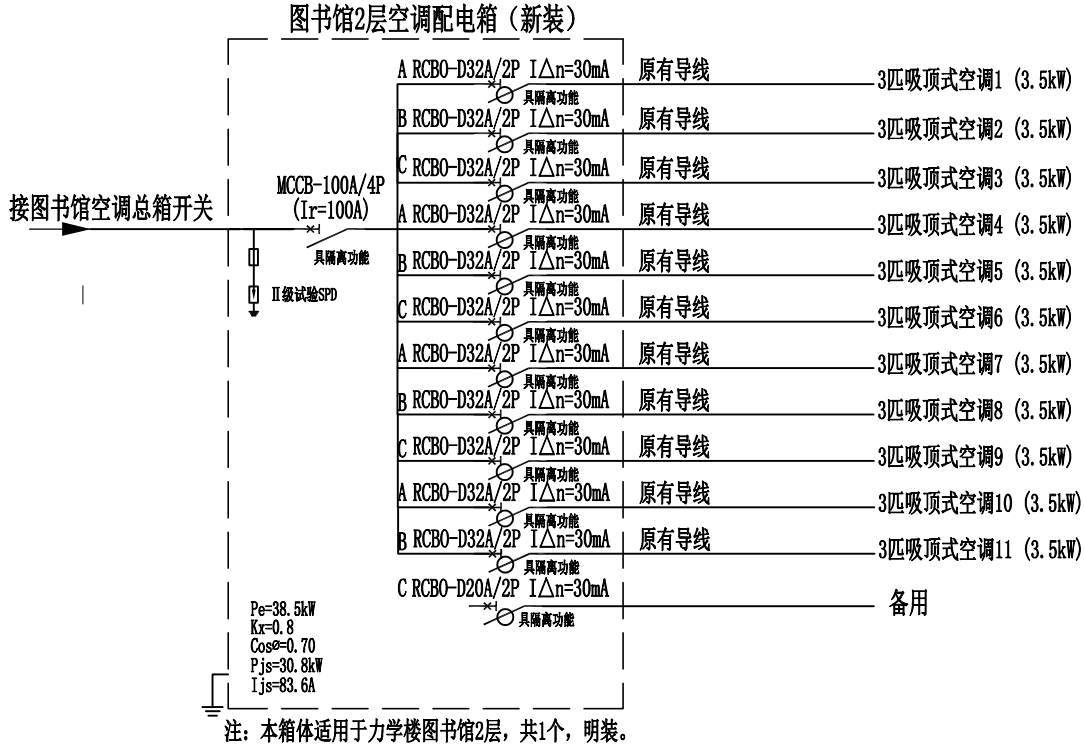 图书馆2层空调配电箱（新装）
A RCBO-D32A/2P I△n=30mA 原有导线
具隔离功能
3匹吸顶式空调1 (3.5kW)
B RCBO-D32A/2P I△n=30mA 原有导线
具隔离功能
3匹吸顶式空调2 (3.5kW)
C RCBO-D32A/2P I△n=30mA 原有导线
具隔离功能
3匹吸顶式空调3 (3.5kW)
MCCB-100A/4P
(Ir=100A)
具隔离功能
接图书馆空调总箱开关
A RCBO-D32A/2P I△n=30mA 原有导线
具隔离功能
3匹吸顶式空调4 (3.5kW)
B RCBO-D32A/2P I△n=30mA 原有导线
具隔离功能
3匹吸顶式空调5 (3.5kW)
II级试验SPD
C RCBO-D32A/2P I△n=30mA 原有导线
具隔离功能
3匹吸顶式空调6 (3.5kW)
A RCBO-D32A/2P I△n=30mA 原有导线
具隔离功能
3匹吸顶式空调7 (3.5kW)
B RCBO-D32A/2P I△n=30mA 原有导线
具隔离功能
3匹吸顶式空调8 (3.5kW)
C RCBO-D32A/2P I△n=30mA 原有导线
具隔离功能
3匹吸顶式空调9 (3.5kW)
A RCBO-D32A/2P I△n=30mA 原有导线
具隔离功能
3匹吸顶式空调10 (3.5kW)
B RCBO-D32A/2P I△n=30mA 原有导线
具隔离功能
3匹吸顶式空调11 (3.5kW)
C RCBO-D20A/2P I△n=30mA
具隔离功能
备用
Pe=38.5kW
Kx=0.8
Cosø=0.70
Pjs=30.8kW
Ijs=83.6A
注：本箱体适用于力学楼图书馆2层，共1个，明装。